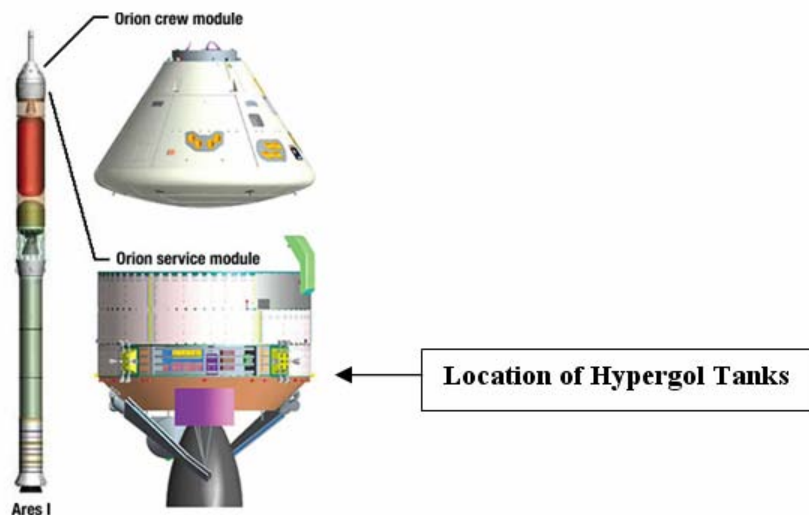 Orion crew module
Orion service module
Location of Hypergol Tanks
Ares I